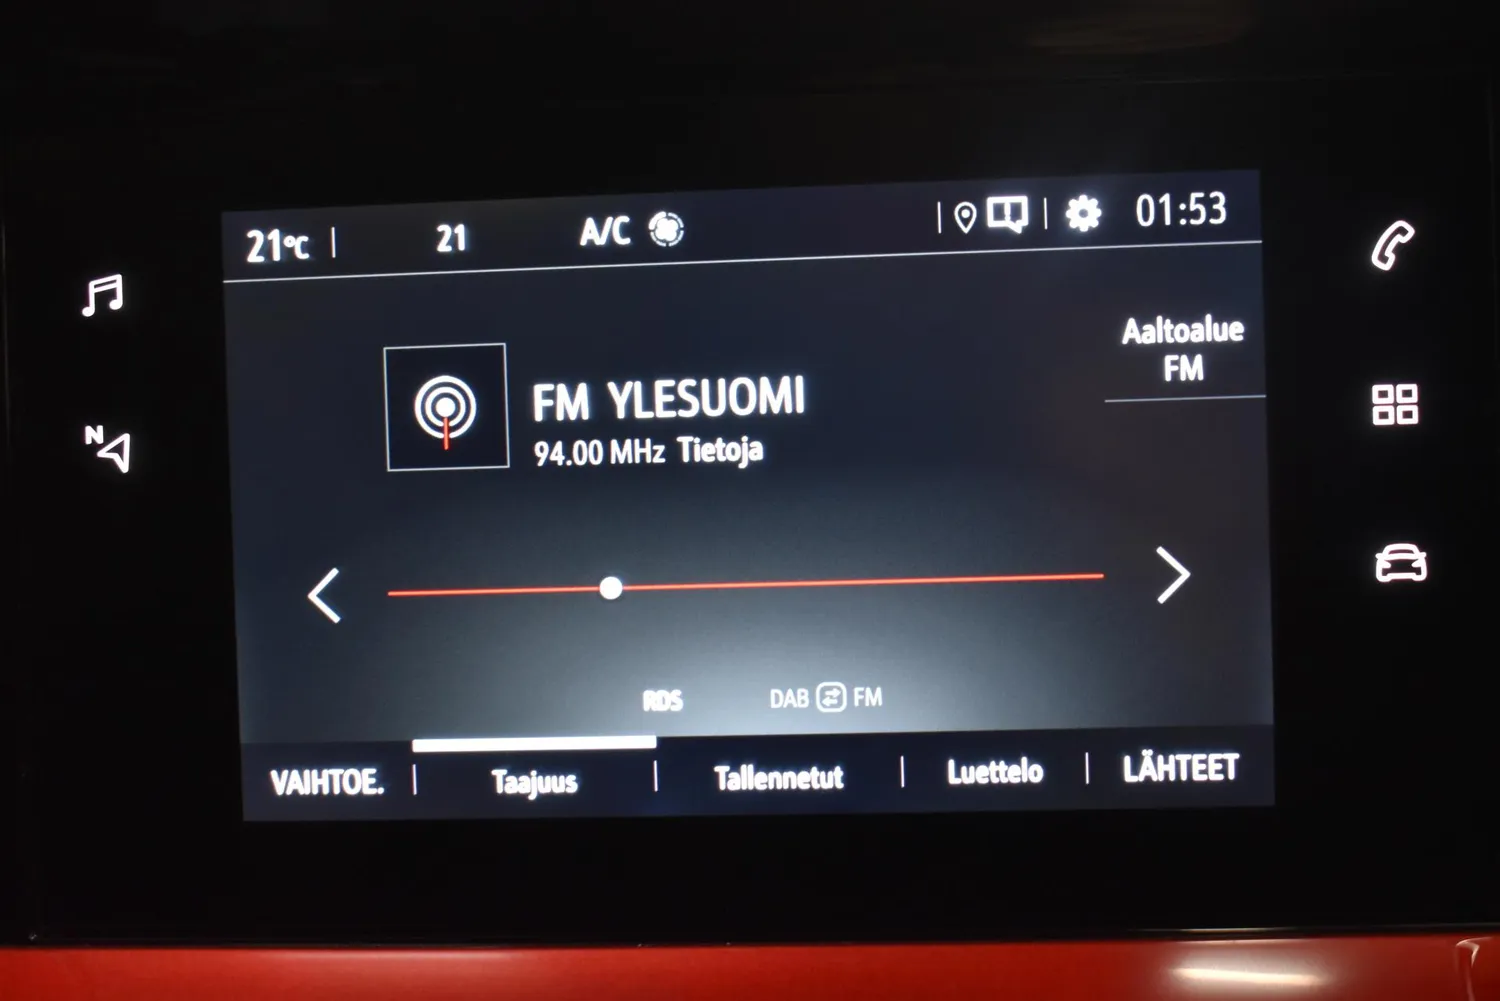 21°C 21 A/C 01:53
N
Aaltoalue
FM
FM YLESUOMI
94.00 MHz Tietoja
RDS DAB FM
VAIHTOE. Taajuus Tallennetut Luettelo LÄHTEET